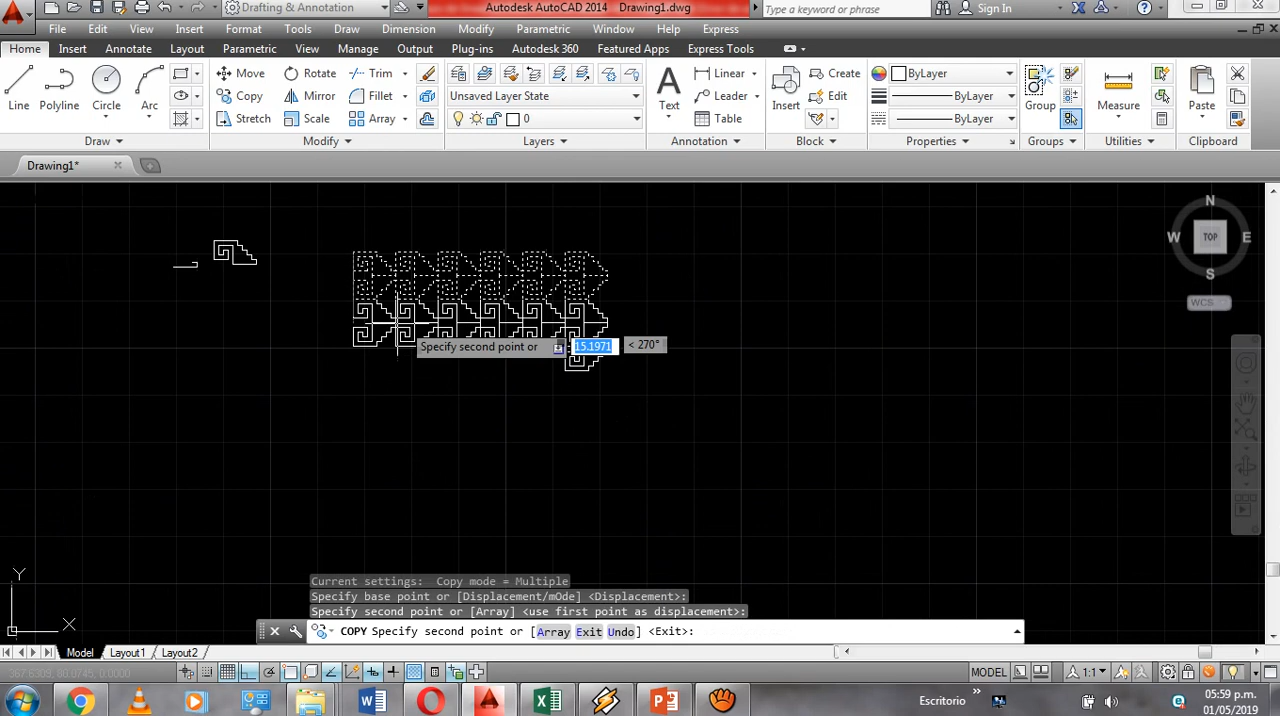 Drafting & Annotation
Autodesk AutoCAD 2014 Drawing1.dwg
Type a keyword or phrase
Sign In
File Edit View Insert Format Tools Draw Dimension Modify Parametric Window Help Express
Home Insert Annotate Layout Parametric View Manage Output Plug-ins Autodesk 360 Featured Apps Express Tools
Line Polyline Circle Arc
Move Rotate Trim
Copy Mirror Fillet
Stretch Scale Array
Unsaved Layer State
0
Text
Linear
Leader
Table
Insert
Create
Edit
ByLayer
ByLayer
ByLayer
Group
Measure
Paste
Draw Modify Layers Annotation Block Properties Groups Utilities Clipboard
Drawing1*
N
W TOP E
S
WCS
Specify second point or : 15.1971 < 270°
Y
X
Current settings: Copy mode = Multiple
Specify base point or [Displacement/mOde] <Displacement>:
Specify second point or [Array] <use first point as displacement>:
COPY Specify second point or [Array Exit Undo] <Exit>:
Model Layout1 Layout2
MODEL
1:1
Escritorio
05:59 p.m.
01/05/2019